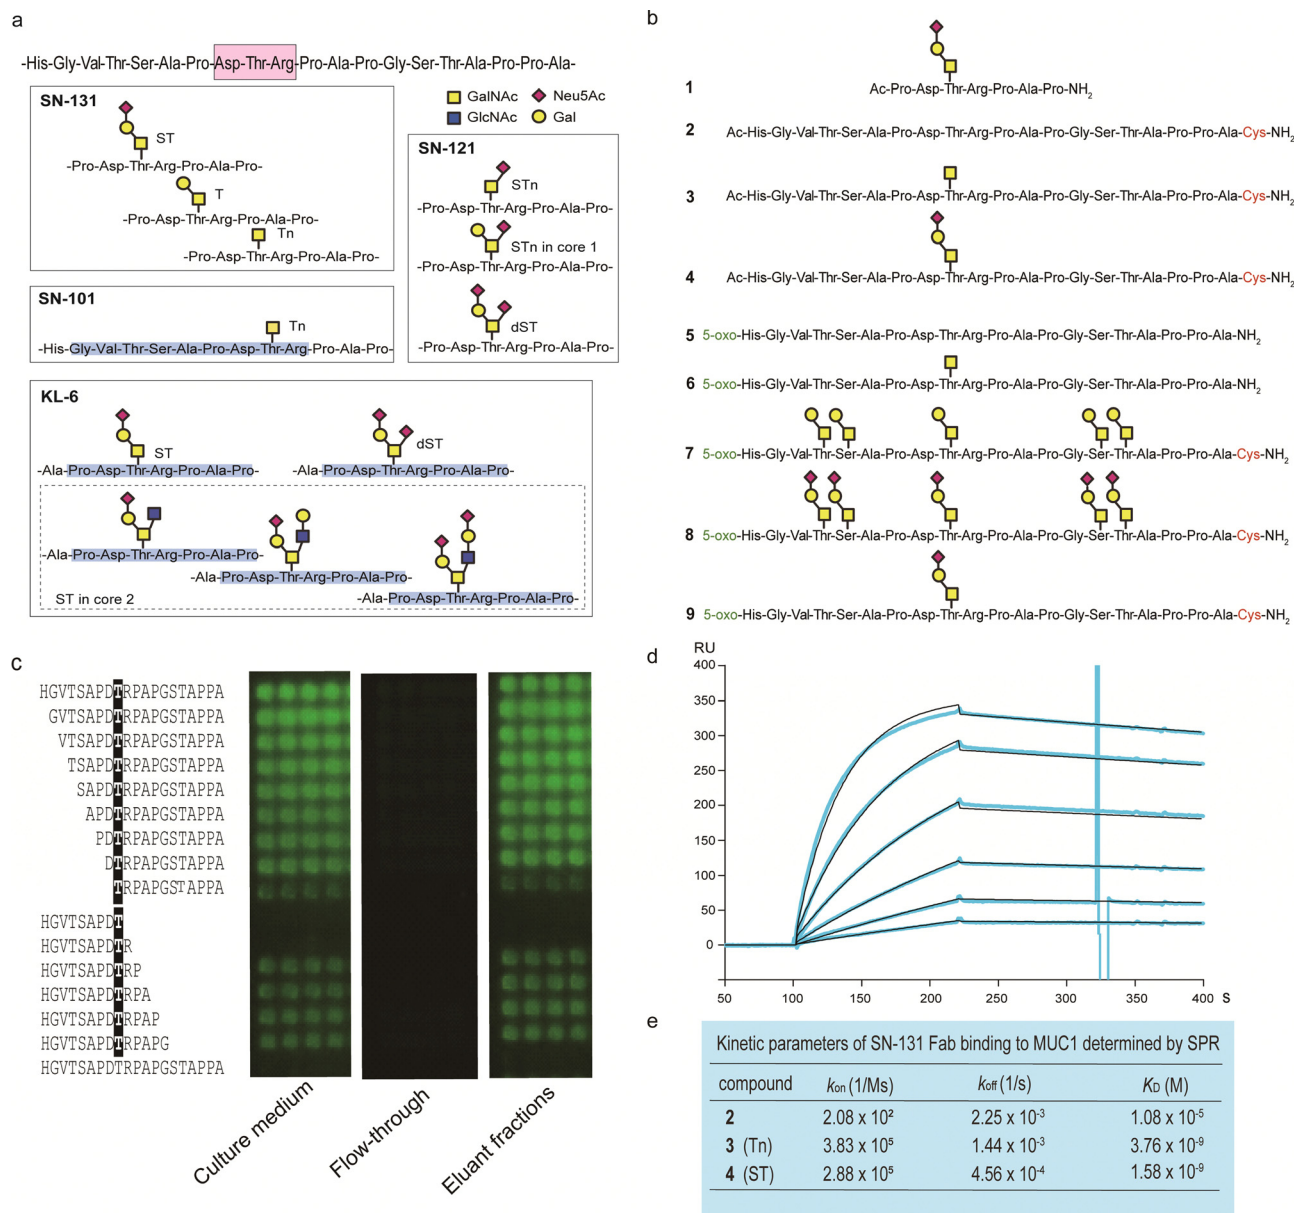 a
-His-Gly-Val-Thr-Ser-Ala-Pro-Asp-Thr-Arg-Pro-Ala-Pro-Gly-Ser-Thr-Ala-Pro-Pro-Ala-
SN-131
ST
-Pro-Asp-Thr-Arg-Pro-Ala-Pro-
T
-Pro-Asp-Thr-Arg-Pro-Ala-Pro-
Tn
-Pro-Asp-Thr-Arg-Pro-Ala-Pro-
GalNAc
Neu5Ac
GlcNAc
Gal
SN-121
STn
-Pro-Asp-Thr-Arg-Pro-Ala-Pro-
STn in core 1
-Pro-Asp-Thr-Arg-Pro-Ala-Pro-
dST
-Pro-Asp-Thr-Arg-Pro-Ala-Pro-
SN-101
Tn
-His-Gly-Val-Thr-Ser-Ala-Pro-Asp-Thr-Arg-Pro-Ala-Pro-
KL-6
ST
-Ala-Pro-Asp-Thr-Arg-Pro-Ala-Pro-
dST
-Ala-Pro-Asp-Thr-Arg-Pro-Ala-Pro-
-Ala-Pro-Asp-Thr-Arg-Pro-Ala-Pro-
-Ala-Pro-Asp-Thr-Arg-Pro-Ala-Pro-
-Ala-Pro-Asp-Thr-Arg-Pro-Ala-Pro-
ST in core 2
b
1 Ac-Pro-Asp-Thr-Arg-Pro-Ala-Pro-NH2
2 Ac-His-Gly-Val-Thr-Ser-Ala-Pro-Asp-Thr-Arg-Pro-Ala-Pro-Gly-Ser-Thr-Ala-Pro-Pro-Ala-Cys-NH2
3 Ac-His-Gly-Val-Thr-Ser-Ala-Pro-Asp-Thr-Arg-Pro-Ala-Pro-Gly-Ser-Thr-Ala-Pro-Pro-Ala-Cys-NH2
4 Ac-His-Gly-Val-Thr-Ser-Ala-Pro-Asp-Thr-Arg-Pro-Ala-Pro-Gly-Ser-Thr-Ala-Pro-Pro-Ala-Cys-NH2
5 5-oxo-His-Gly-Val-Thr-Ser-Ala-Pro-Asp-Thr-Arg-Pro-Ala-Pro-Gly-Ser-Thr-Ala-Pro-Pro-Ala-NH2
6 5-oxo-His-Gly-Val-Thr-Ser-Ala-Pro-Asp-Thr-Arg-Pro-Ala-Pro-Gly-Ser-Thr-Ala-Pro-Pro-Ala-NH2
7 5-oxo-His-Gly-Val-Thr-Ser-Ala-Pro-Asp-Thr-Arg-Pro-Ala-Pro-Gly-Ser-Thr-Ala-Pro-Pro-Ala-Cys-NH2
8 5-oxo-His-Gly-Val-Thr-Ser-Ala-Pro-Asp-Thr-Arg-Pro-Ala-Pro-Gly-Ser-Thr-Ala-Pro-Pro-Ala-Cys-NH2
9 5-oxo-His-Gly-Val-Thr-Ser-Ala-Pro-Asp-Thr-Arg-Pro-Ala-Pro-Gly-Ser-Thr-Ala-Pro-Pro-Ala-Cys-NH2
c
HGVTSAPDTRPAPGSTAPPA
GVTSAPDTRPAPGSTAPPA
VTSAPDTRPAPGSTAPPA
TSAPDTRPAPGSTAPPA
SAPDTRPAPGSTAPPA
APDTRPAPGSTAPPA
PDTRPAPGSTAPPA
DTRPAPGSTAPPA
TRPAPGSTAPPA
HGVTSAPDT
HGVTSAPDTR
HGVTSAPDTRP
HGVTSAPDTRPA
HGVTSAPDTRPAP
HGVTSAPDTRPAPG
HGVTSAPDTRPAPGSTAPPA
Culture medium
Flow-through
Eluant fractions
d
RU
400
350
300
250
200
150
100
50
0
50 100 150 200 250 300 350 400 S
e
Kinetic parameters of SN-131 Fab binding to MUC1 determined by SPR
compound kon (1/Ms) koff (1/s) KD (M)
2 2.08 x 10² 2.25 x 10⁻³ 1.08 x 10⁻⁵
3 (Tn) 3.83 x 10⁵ 1.44 x 10⁻³ 3.76 x 10⁻⁹
4 (ST) 2.88 x 10⁵ 4.56 x 10⁻⁴ 1.58 x 10⁻⁹